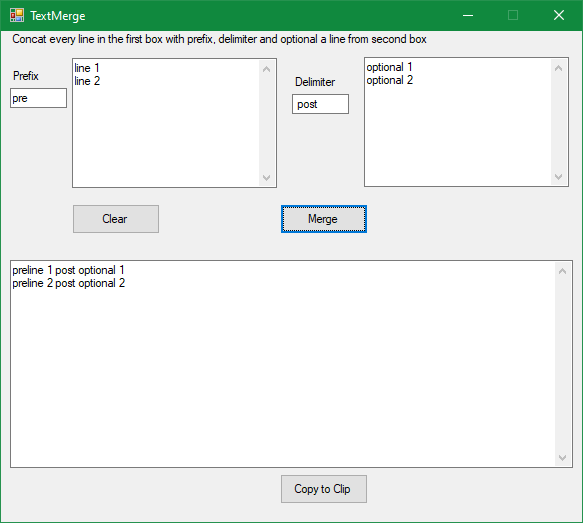 TextMerge
Concat every line in the first box with prefix, delimiter and optional a line from second box
Prefix
pre
line 1
line 2
Delimiter
post
optional 1
optional 2
Clear
Merge
preline 1 post optional 1
preline 2 post optional 2
Copy to Clip